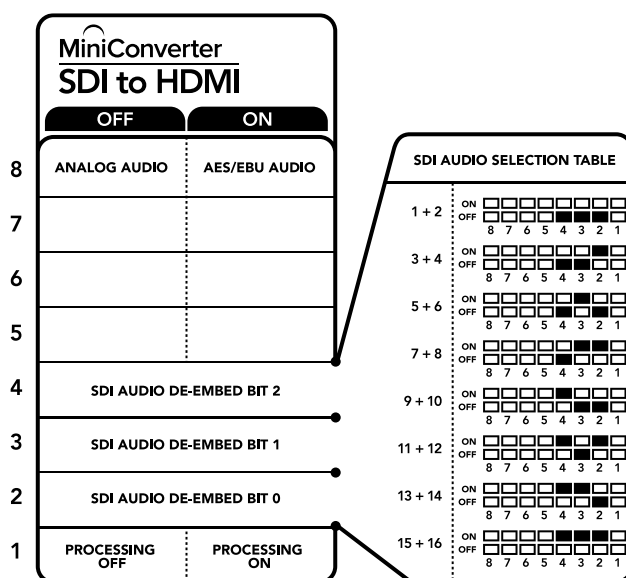 MiniConverter
SDI to HDMI
OFF ON
8 ANALOG AUDIO AES/EBU AUDIO
7
6
5
4 SDI AUDIO DE-EMBED BIT 2
3 SDI AUDIO DE-EMBED BIT 1
2 SDI AUDIO DE-EMBED BIT 0
1 PROCESSING OFF PROCESSING ON
SDI AUDIO SELECTION TABLE
1 + 2 ON
OFF
8 7 6 5 4 3 2 1
3 + 4 ON
OFF
8 7 6 5 4 3 2 1
5 + 6 ON
OFF
8 7 6 5 4 3 2 1
7 + 8 ON
OFF
8 7 6 5 4 3 2 1
9 + 10 ON
OFF
8 7 6 5 4 3 2 1
11 + 12 ON
OFF
8 7 6 5 4 3 2 1
13 + 14 ON
OFF
8 7 6 5 4 3 2 1
15 + 16 ON
OFF
8 7 6 5 4 3 2 1